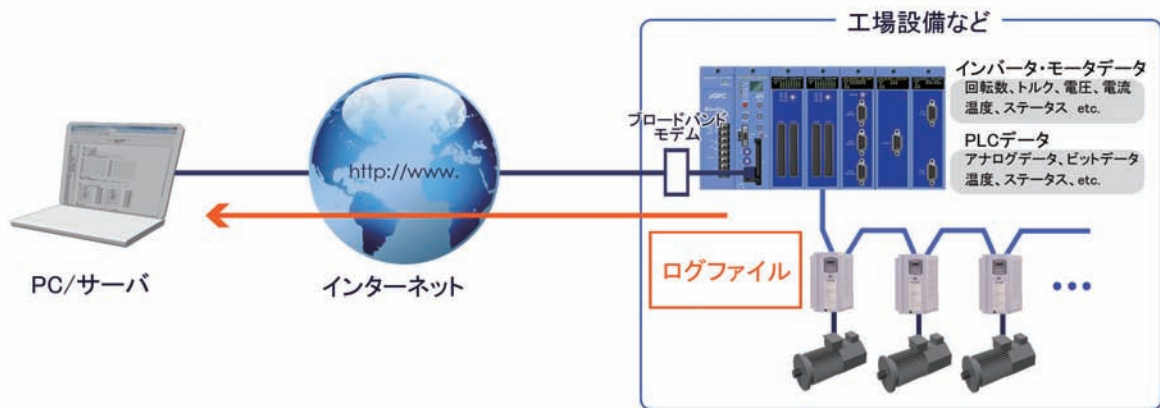 工場設備など
インバータ・モータデータ
回転数、トルク、電圧、電流
温度、ステータス etc.
ブロードバンド
モデム
PLCデータ
アナログデータ、ビットデータ
温度、ステータス、etc.
http://www.
ログファイル
PC/サーバ
インターネット
μGPC